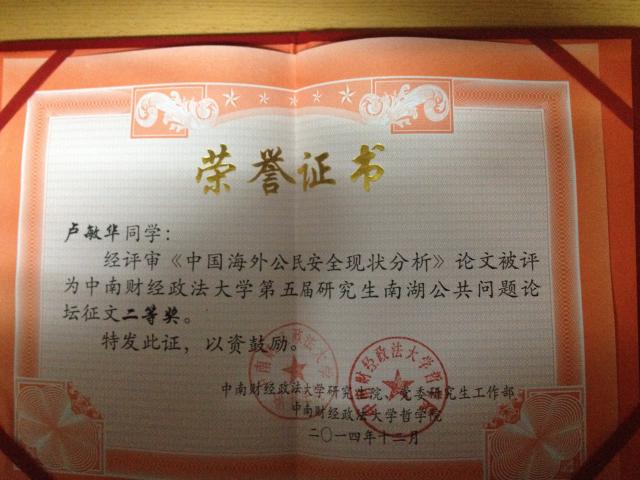 荣誉证书
卢敏华同学：
经评审《中国海外公民安全现状分析》论文被评
为中南财经政法大学第五届研究生南湖公共问题论
坛征文二等奖。
特发此证，以资鼓励。
中南财经政法大学研究生院、党委研究生工作部
中南财经政法大学哲学院
二〇一四年十二月